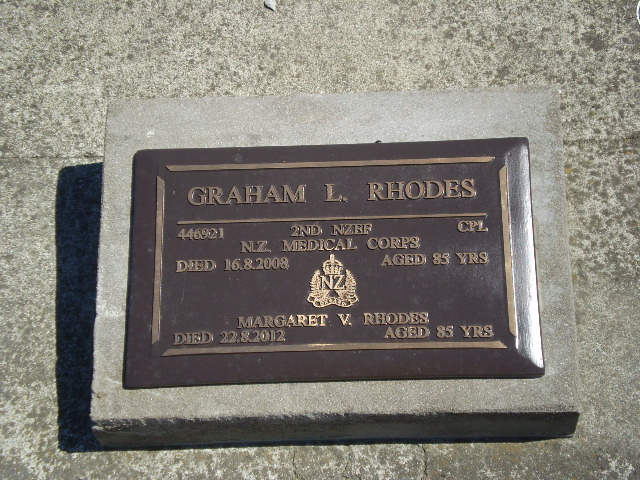 GRAHAM L. RHODES
446921 2ND NZEF CPL
N.Z. MEDICAL CORPS
DIED 16.8.2008 AGED 85 YRS
NZ
MARGARET V. RHODES
DIED 22.8.2012 AGED 85 YRS